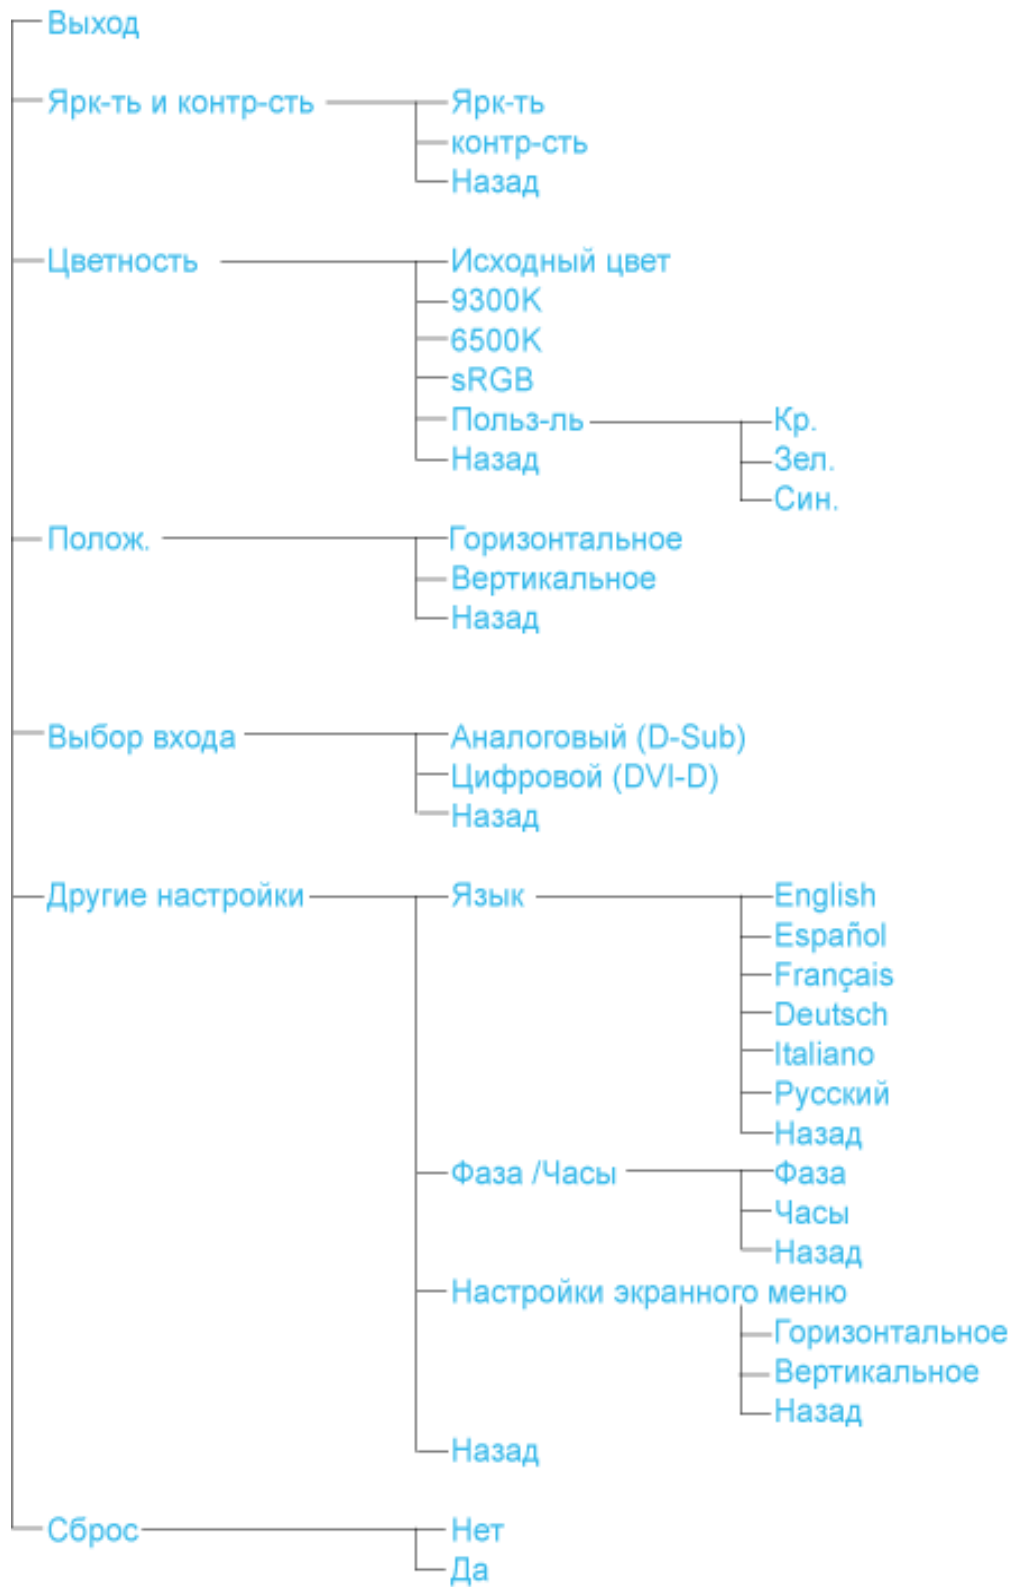 Выход
Ярк-ть и контр-сть
Ярк-ть
контр-сть
Назад
Цветность
Исходный цвет
9300K
6500K
sRGB
Польз-ль
Кр.
Назад
Зел.
Син.
Полож.
Горизонтальное
Вертикальное
Назад
Выбор входа
Аналоговый (D-Sub)
Цифровой (DVI-D)
Назад
Другие настройки
Язык
English
Español
Français
Deutsch
Italiano
Русский
Назад
Фаза /Часы
Фаза
Часы
Назад
Настройки экранного меню
Горизонтальное
Вертикальное
Назад
Назад
Сброс
Нет
Да